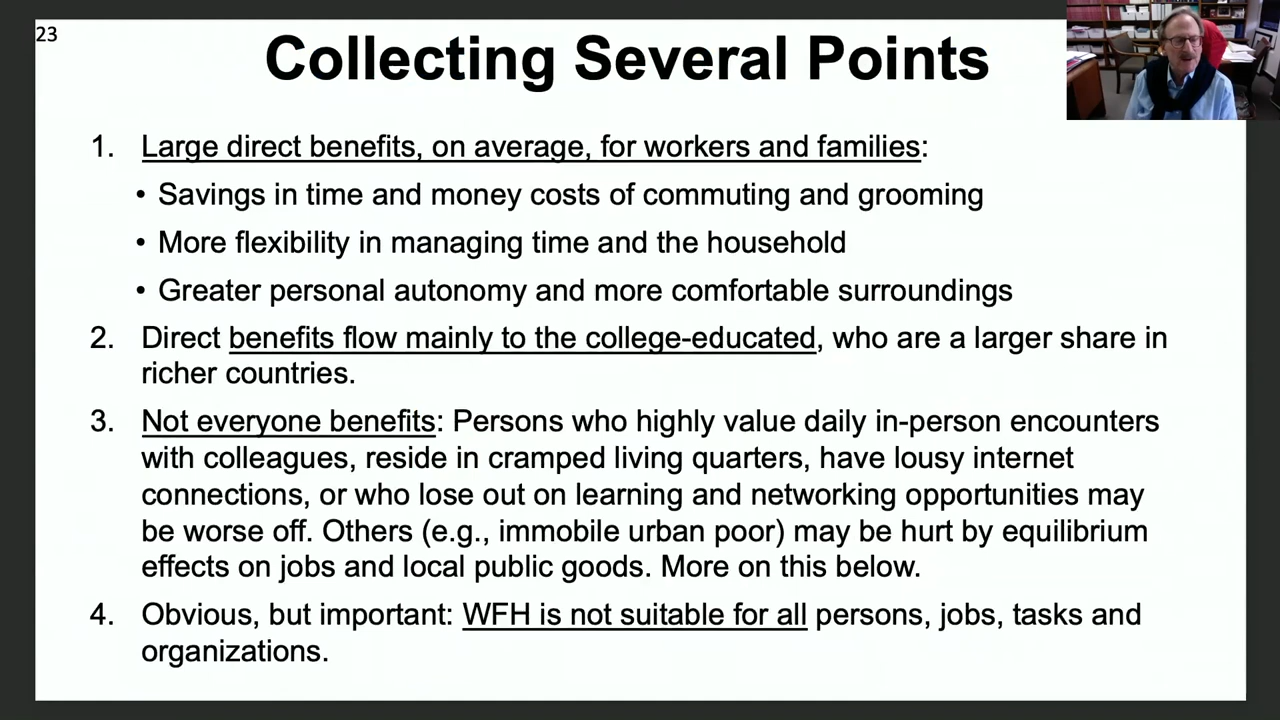 23
Collecting Several Points
1. Large direct benefits, on average, for workers and families:
• Savings in time and money costs of commuting and grooming
• More flexibility in managing time and the household
• Greater personal autonomy and more comfortable surroundings
2. Direct benefits flow mainly to the college-educated, who are a larger share in
richer countries.
3. Not everyone benefits: Persons who highly value daily in-person encounters
with colleagues, reside in cramped living quarters, have lousy internet
connections, or who lose out on learning and networking opportunities may
be worse off. Others (e.g., immobile urban poor) may be hurt by equilibrium
effects on jobs and local public goods. More on this below.
4. Obvious, but important: WFH is not suitable for all persons, jobs, tasks and
organizations.